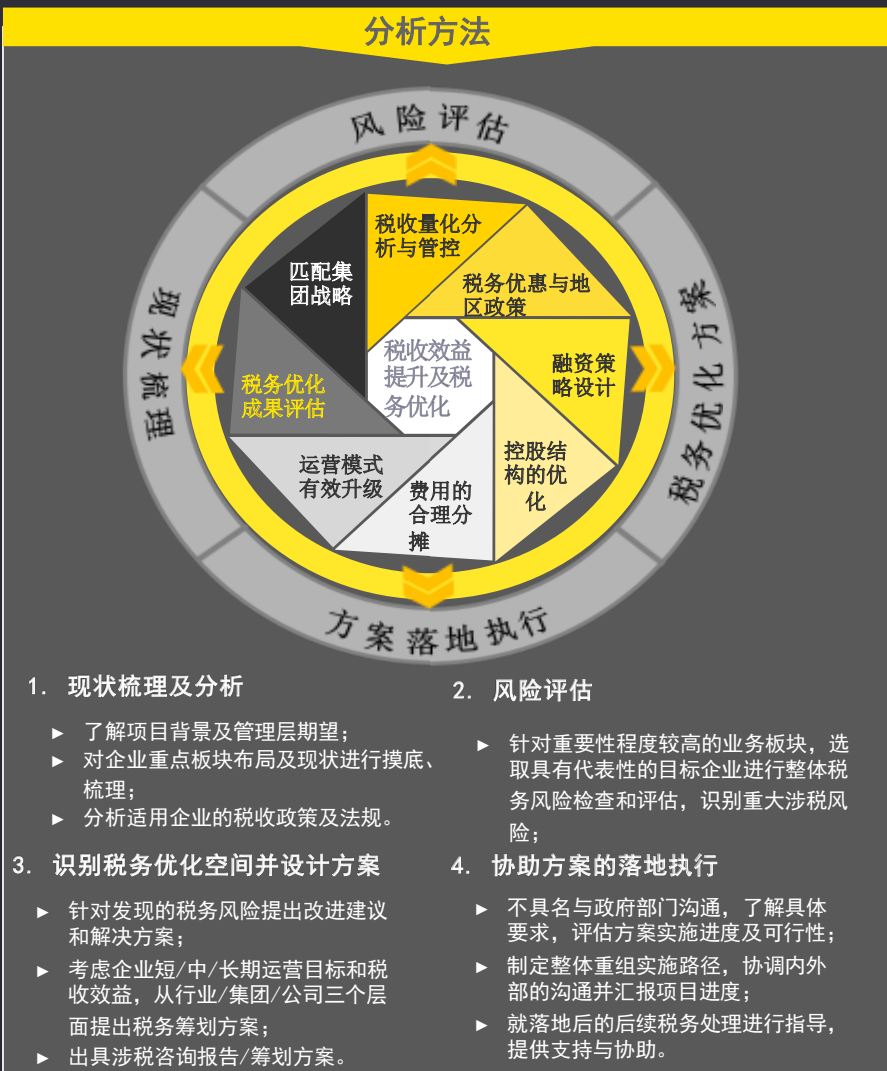 分析方法
风险评估
现状梳理
税务优化方案
方案落地执行
税收量化分
析与管控
税务优惠与地
区政策
融资策
略设计
控股结
构的优
化
费用的
合理分
摊
运营模式
有效升级
税务优化
成果评估
匹配集
团战略
税收效益
提升及税
务优化
1. 现状梳理及分析
► 了解项目背景及管理层期望；
► 对企业重点板块布局及现状进行摸底、
梳理；
► 分析适用企业的税收政策及法规。
2. 风险评估
► 针对重要性程度较高的业务板块，选
取具有代表性的目标企业进行整体税
务风险检查和评估，识别重大涉税风
险；
3. 识别税务优化空间并设计方案
► 针对发现的税务风险提出改进建议
和解决方案；
► 考虑企业短/中/长期运营目标和税
收效益，从行业/集团/公司三个层
面提出税务筹划方案；
► 出具涉税咨询报告/筹划方案。
4. 协助方案的落地执行
► 不具名与政府部门沟通，了解具体
要求，评估方案实施进度及可行性；
► 制定整体重组实施路径，协调内外
部的沟通并汇报项目进度；
► 就落地后的后续税务处理进行指导，
提供支持与协助。